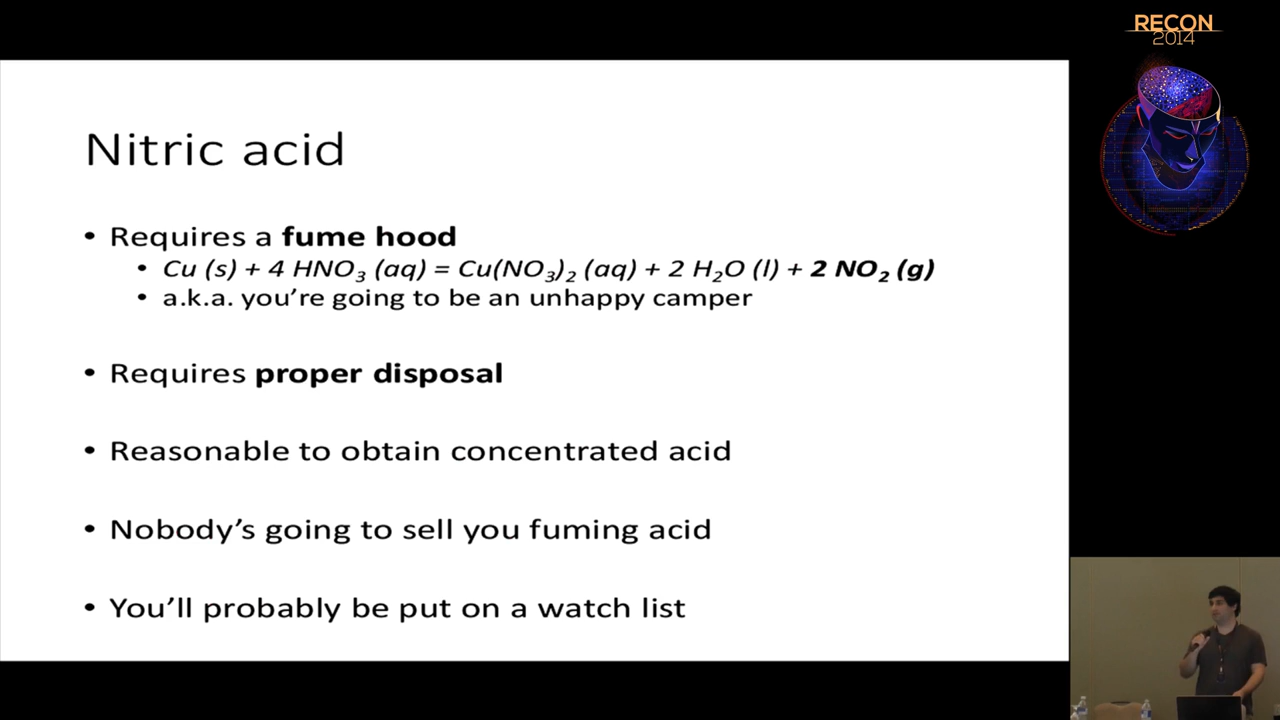 RECON
2014
Nitric acid
• Requires a fume hood
• Cu (s) + 4 HNO₃ (aq) = Cu(NO₃)₂ (aq) + 2 H₂O (l) + 2 NO₂ (g)
• a.k.a. you're going to be an unhappy camper
• Requires proper disposal
• Reasonable to obtain concentrated acid
• Nobody's going to sell you fuming acid
• You'll probably be put on a watch list